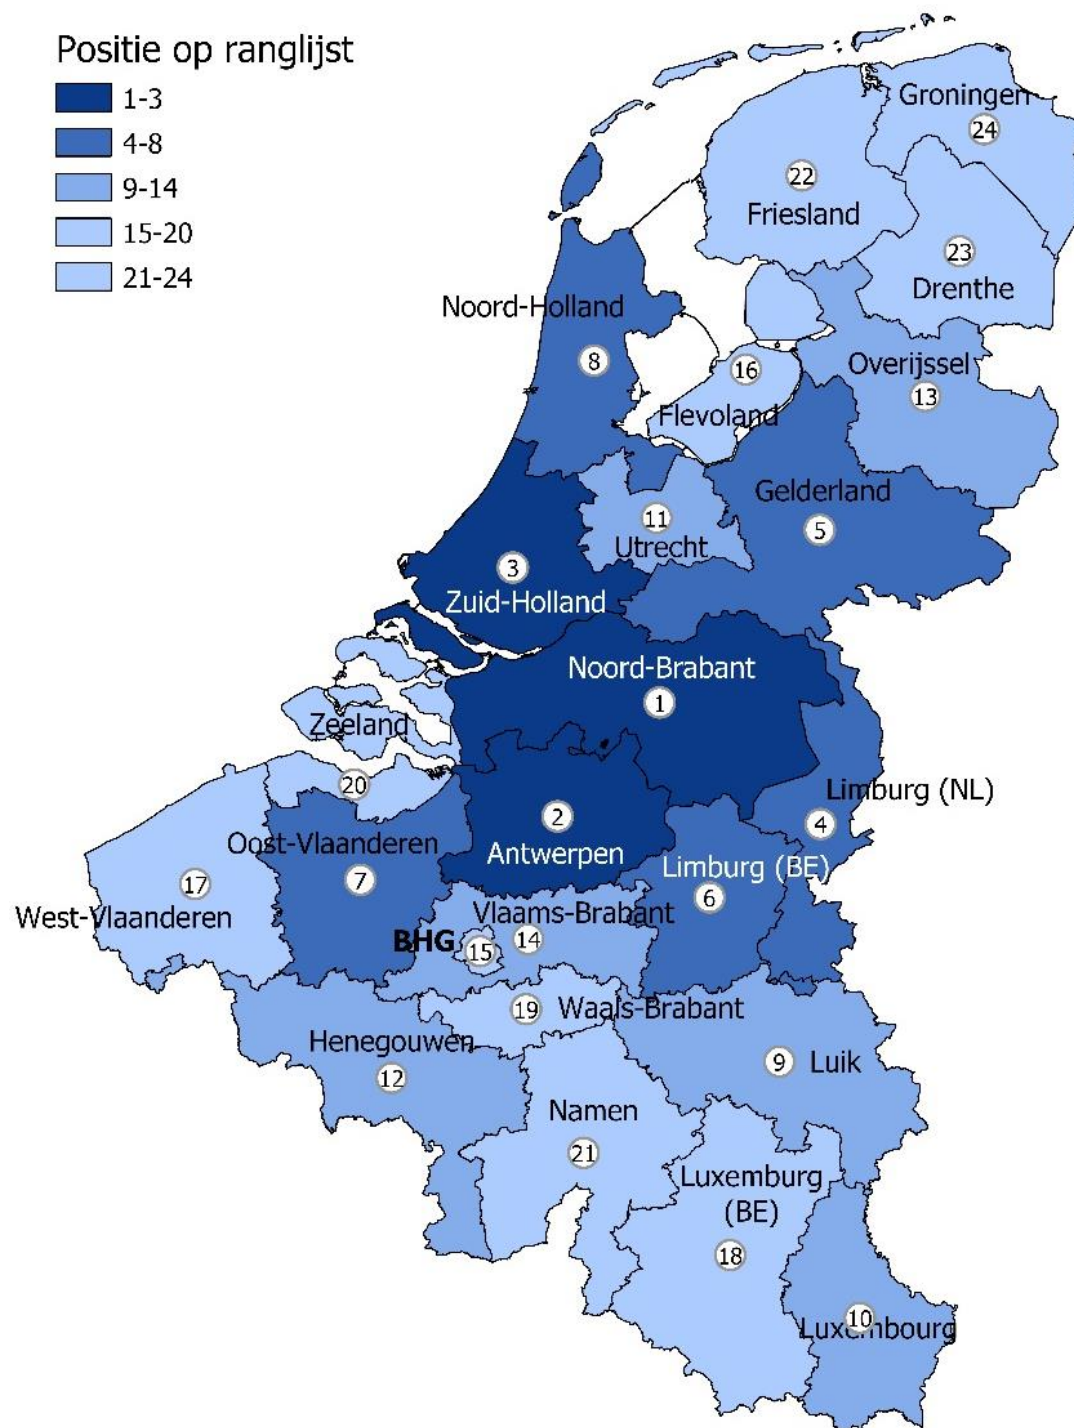 Positie op ranglijst
1-3
4-8
9-14
15-20
21-24
Groningen
24
22
Friesland
23
Drenthe
Noord-Holland
8
16
Flevoland
Overijssel
13
Gelderland
5
11
Utrecht
3
Zuid-Holland
Noord-Brabant
1
Zeeland
20
Limburg (NL)
4
2
Antwerpen
Oost-Vlaanderen
7
Limburg (BE)
6
17
West-Vlaanderen
Vlaams-Brabant
14
BHG
15
19
Waals-Brabant
Henegouwen
12
9
Luik
Namen
21
Luxemburg
(BE)
18
10
Luxembourg